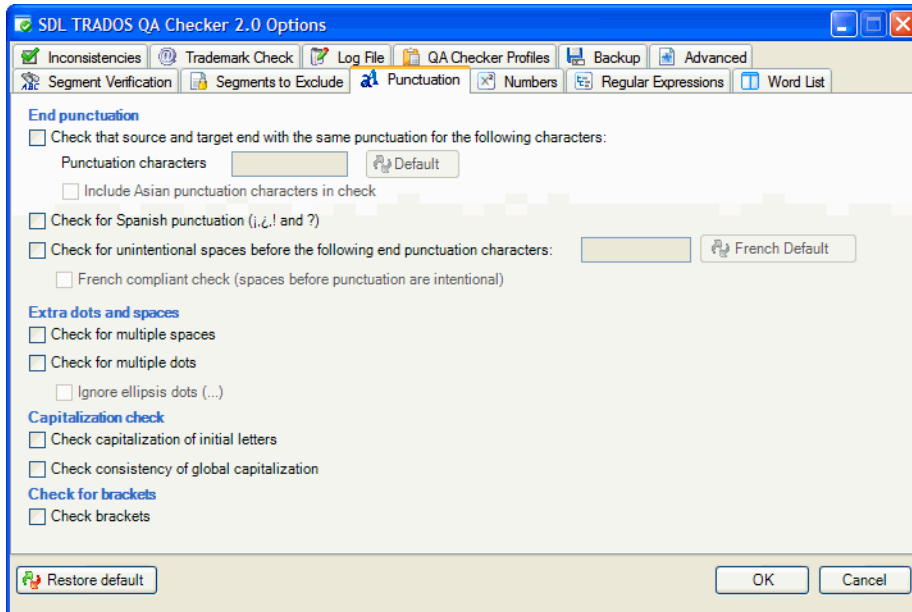 SDL TRADOS QA Checker 2.0 Options
Inconsistencies Trademark Check Log File QA Checker Profiles Backup Advanced
Segment Verification Segments to Exclude Punctuation Numbers Regular Expressions Word List
End punctuation
Check that source and target end with the same punctuation for the following characters:
Punctuation characters Default
Include Asian punctuation characters in check
Check for Spanish punctuation (¡,¿,! and ?)
Check for unintentional spaces before the following end punctuation characters: French Default
French compliant check (spaces before punctuation are intentional)
Extra dots and spaces
Check for multiple spaces
Check for multiple dots
Ignore ellipsis dots (...)
Capitalization check
Check capitalization of initial letters
Check consistency of global capitalization
Check for brackets
Check brackets
Restore default OK Cancel